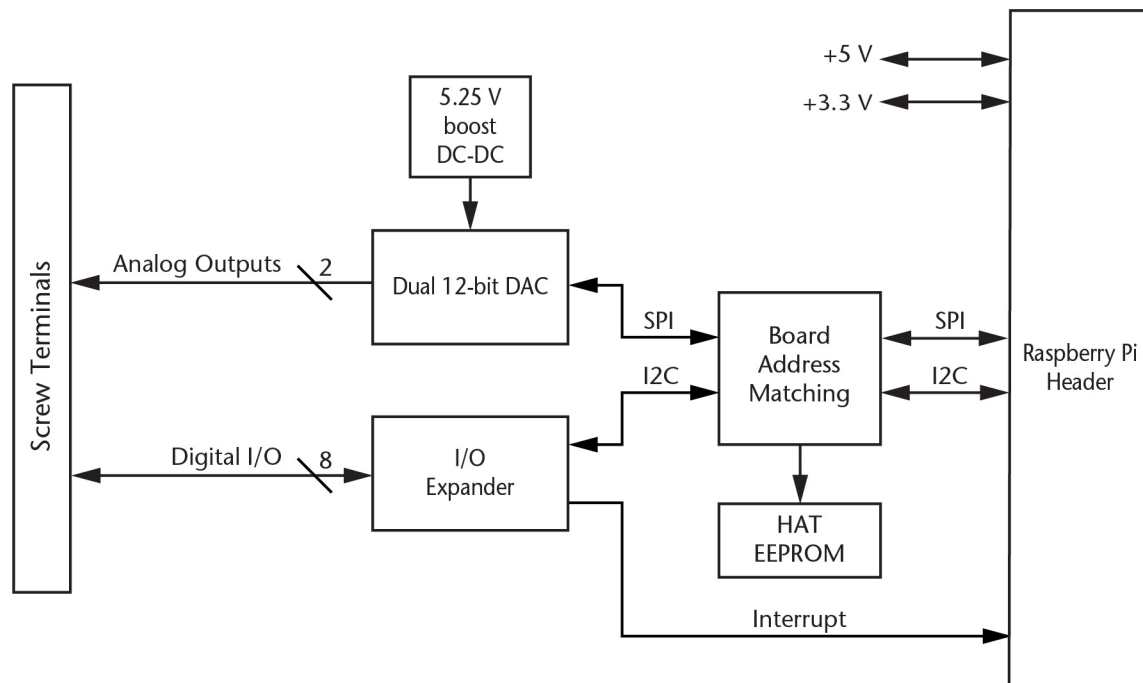 +5 V
+3.3 V
5.25 V
boost
DC-DC
Analog Outputs
2
Dual 12-bit DAC
SPI
I2C
Board
Address
Matching
SPI
I2C
Raspberry Pi
Header
Screw Terminals
Digital I/O
8
I/O
Expander
HAT
EEPROM
Interrupt